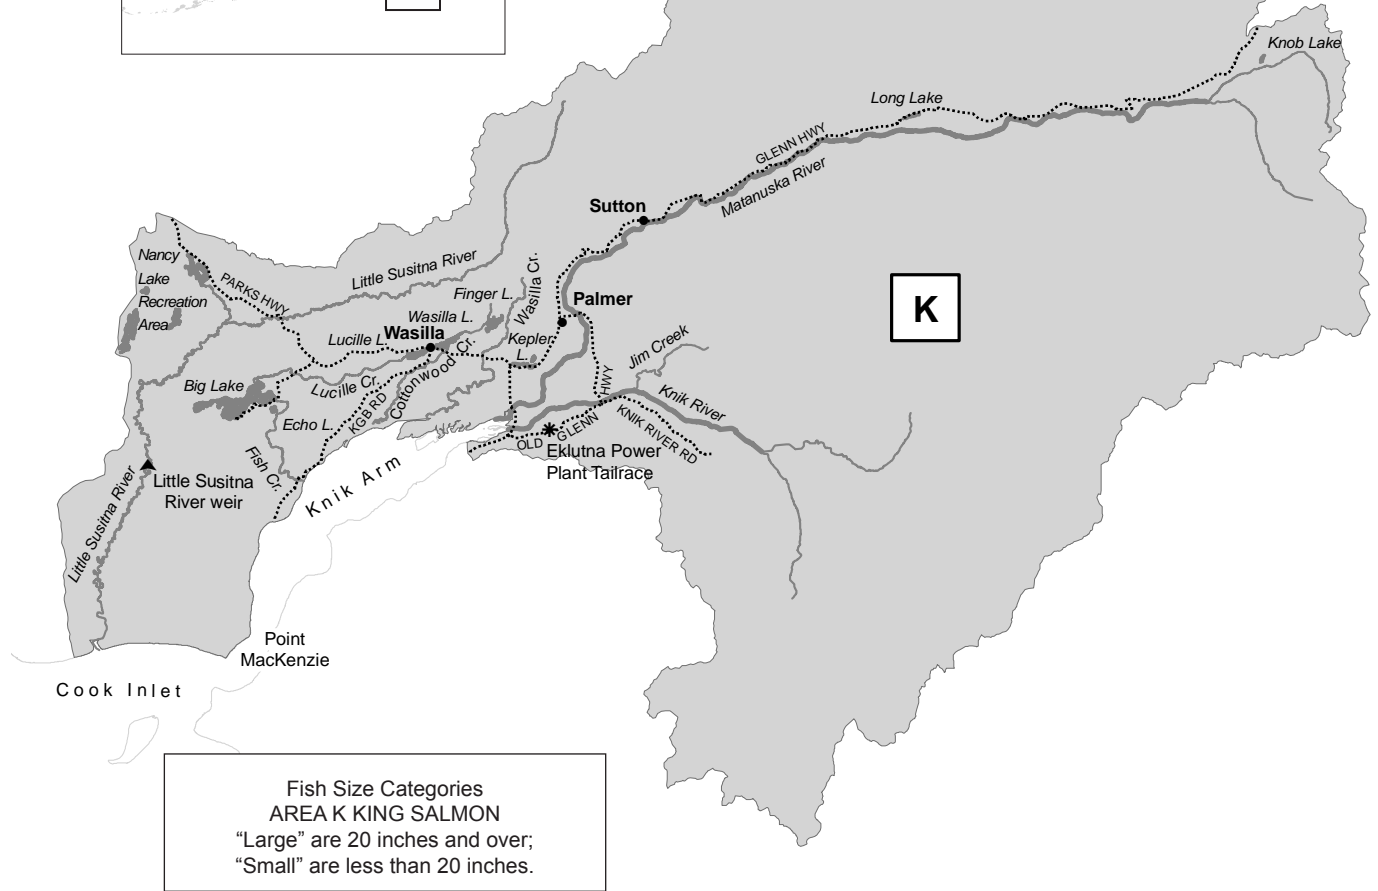 Knob Lake
Long Lake
GLENN HWY
Matanuska River
Sutton
Nancy
Lake
Recreation
Area
PARKS HWY
Little Susitna River
Finger L.
Wasilla Cr.
Palmer
K
Wasilla L.
Wasilla
Lucille L.
Kepler
L.
Jim Creek
Big Lake
Lucille Cr.
Cottonwood Cr.
KGB RD
HWY
Knik River
Echo L.
KNIK RIVER RD
OLD GLENN
Eklutna Power
Plant Tailrace
Fish Cr.
Knik Arm
Little Susitna
River weir
Little Susitna River
Point
MacKenzie
Cook Inlet
Fish Size Categories
AREA K KING SALMON
“Large” are 20 inches and over;
“Small” are less than 20 inches.